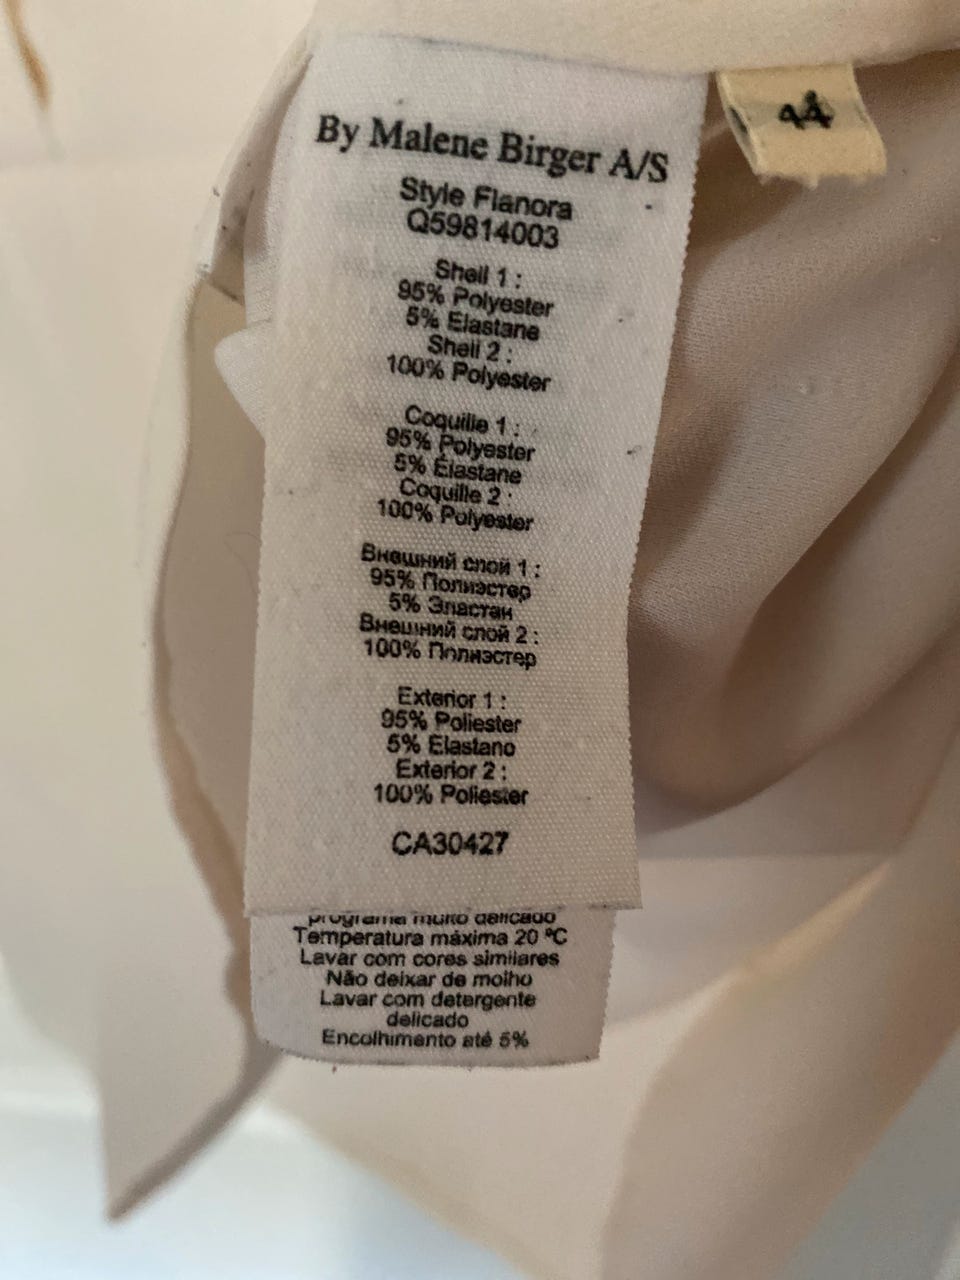 By Malene Birger A/S
44
Style Flanora
Q59814003
Shell 1 :
95% Polyester
5% Elastane
Shell 2 :
100% Polyester
Coquille 1 :
95% Polyester
5% Élastane
Coquille 2 :
100% Polyester
Внешний слой 1 :
95% Полиэстер
5% Эластан
Внешний слой 2 :
100% Полиэстер
Exterior 1 :
95% Poliester
5% Elastano
Exterior 2 :
100% Poliester
CA30427
programa muito delicado
Temperatura máxima 20 ºC
Lavar com cores similares
Não deixar de molho
Lavar com detergente
delicado
Encolhimento até 5%